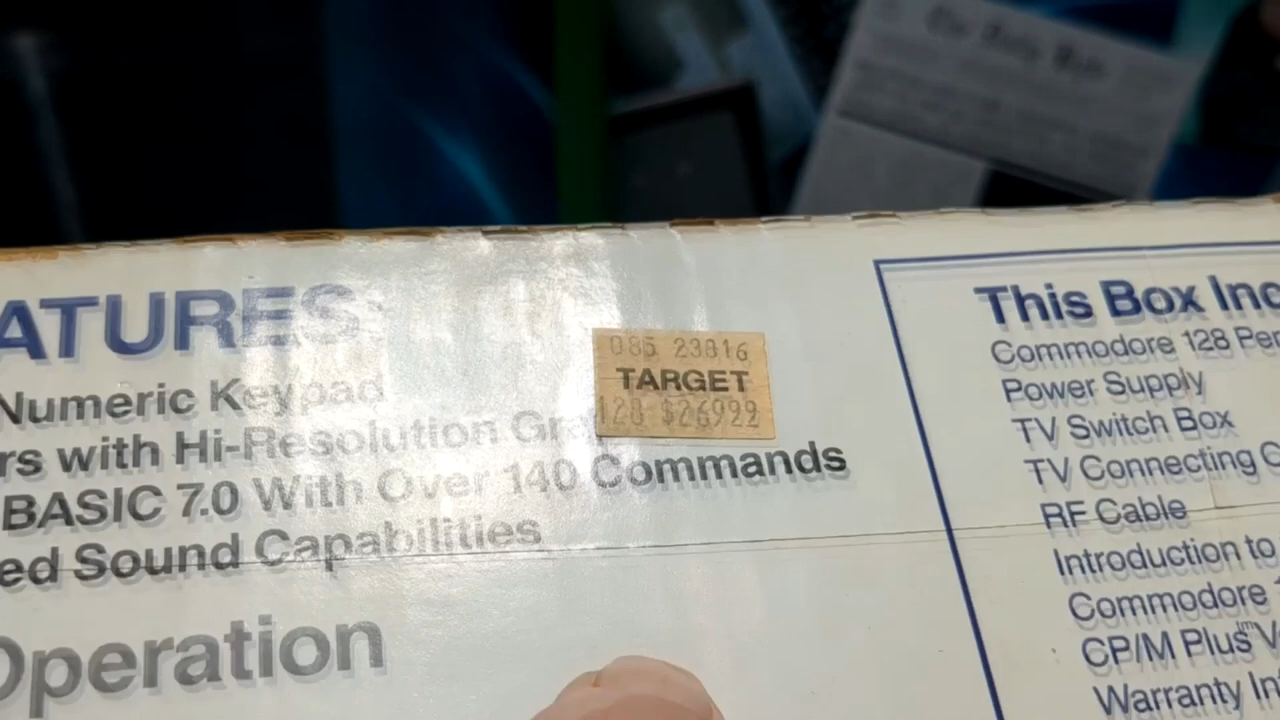 ATURES
Numeric Keypad
rs with Hi-Resolution Gra
BASIC 7.0 With Over 140 Commands
ed Sound Capabilities
Operation
085 23816
TARGET
128 $26922
This Box Inc
Commodore 128 Per
Power Supply
TV Switch Box
TV Connecting C
RF Cable
Introduction to
Commodore 1
CP/M Plus™ V
Warranty In